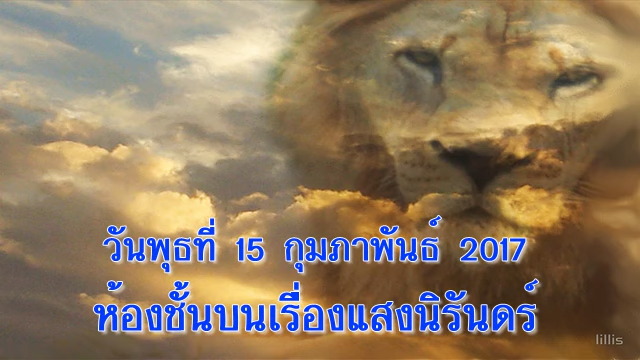 วันพุธที่ 15 กุมภาพันธ์ 2017
ห้องชั้นบนเรื่องแสงนิรันดร์
lillis